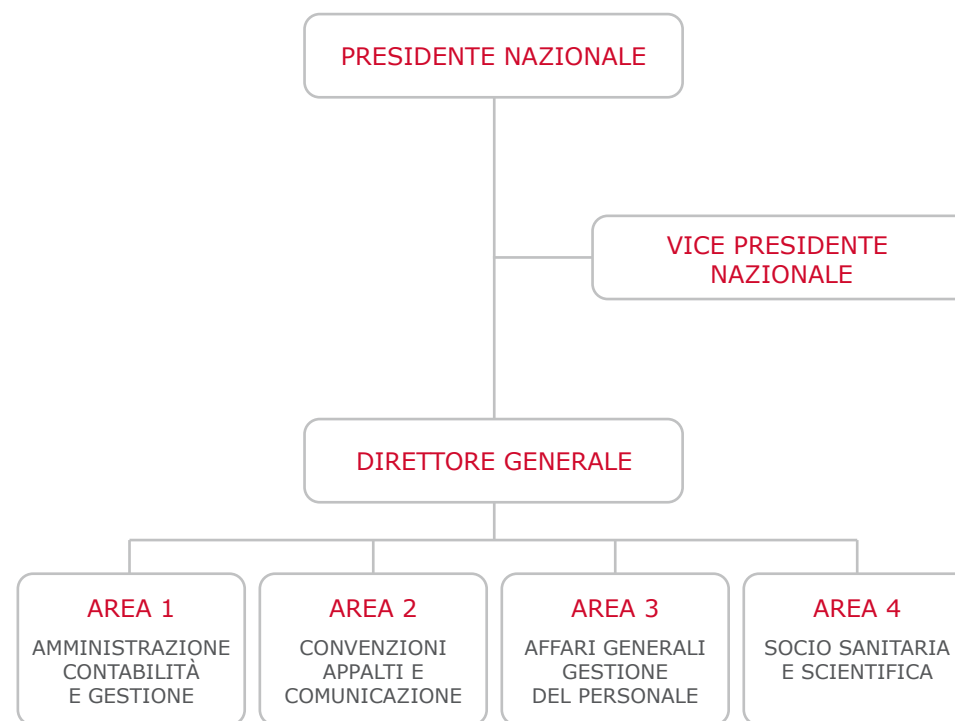 PRESIDENTE NAZIONALE
VICE PRESIDENTE
NAZIONALE
DIRETTORE GENERALE
AREA 1
AMMINISTRAZIONE
CONTABILITÀ
E GESTIONE
AREA 2
CONVENZIONI
APPALTI E
COMUNICAZIONE
AREA 3
AFFARI GENERALI
GESTIONE
DEL PERSONALE
AREA 4
SOCIO SANITARIA
E SCIENTIFICA